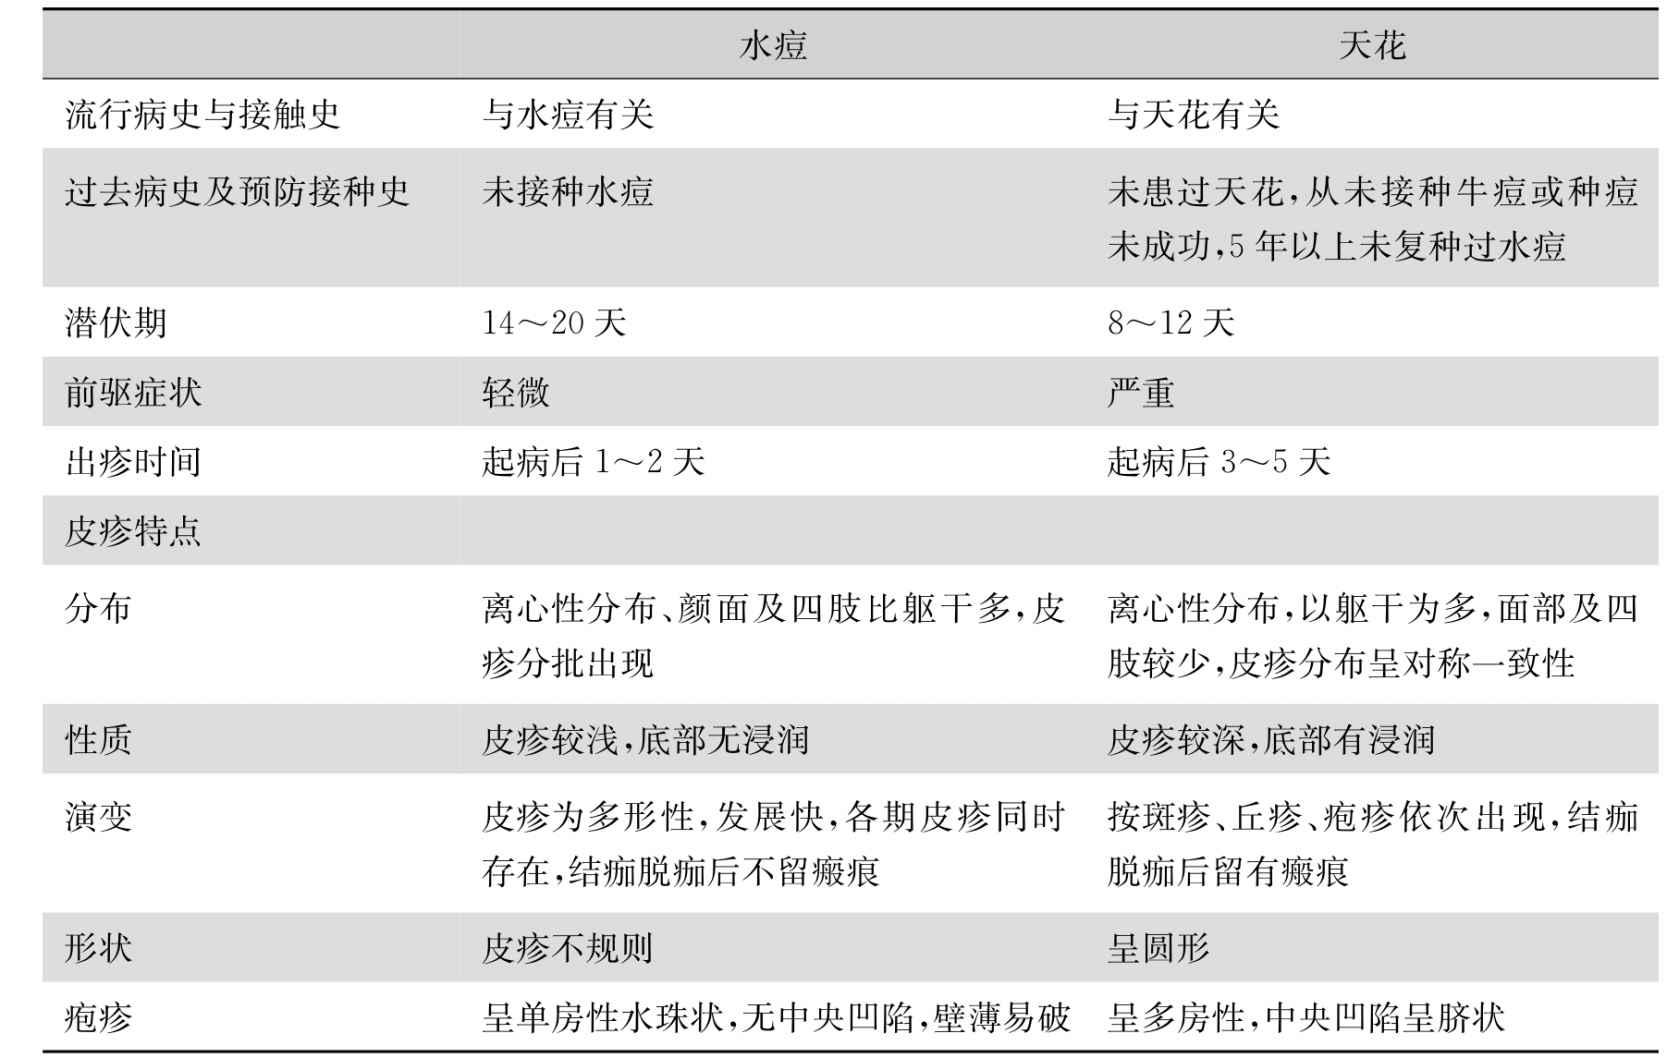 水痘 天花
流行病史与接触史 与水痘有关 与天花有关
过去病史及预防接种史 未接种水痘 未患过天花,从未接种牛痘或种痘
未成功,5 年以上未复种过水痘
潜伏期 14～20 天 8～12 天
前驱症状 轻微 严重
出疹时间 起病后 1～2 天 起病后 3～5 天
皮疹特点
分布 离心性分布、颜面及四肢比躯干多,皮 离心性分布,以躯干为多,面部及四
疹分批出现 肢较少,皮疹分布呈对称一致性
性质 皮疹较浅,底部无浸润 皮疹较深,底部有浸润
演变 皮疹为多形性,发展快,各期皮疹同时 按斑疹、丘疹、疱疹依次出现,结痂
存在,结痂脱痂后不留瘢痕 脱痂后留有瘢痕
形状 皮疹不规则 呈圆形
疱疹 呈单房性水珠状,无中央凹陷,壁薄易破 呈多房性,中央凹陷呈脐状